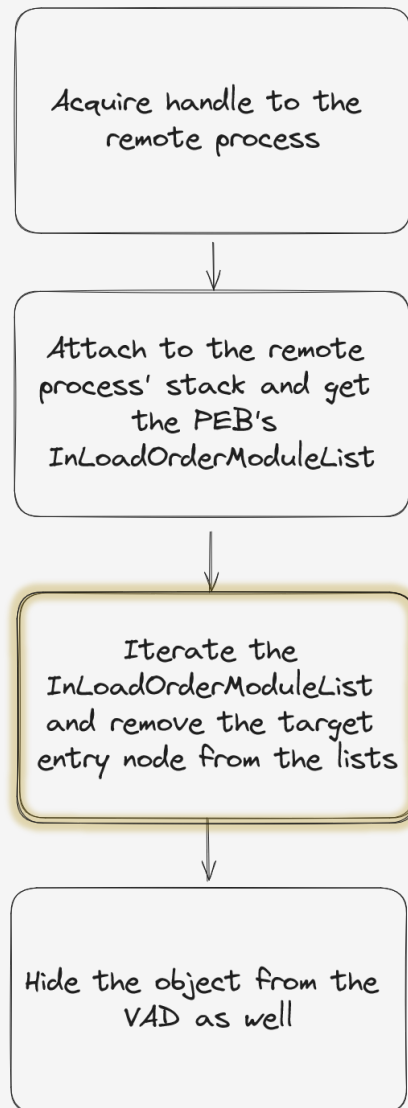 Acquire handle to the
remote process
Attach to the remote
process' stack and get
the PEB's
InLoadOrderModuleList
Iterate the
InLoadOrderModuleList
and remove the target
entry node from the lists
Hide the object from the
VAD as well